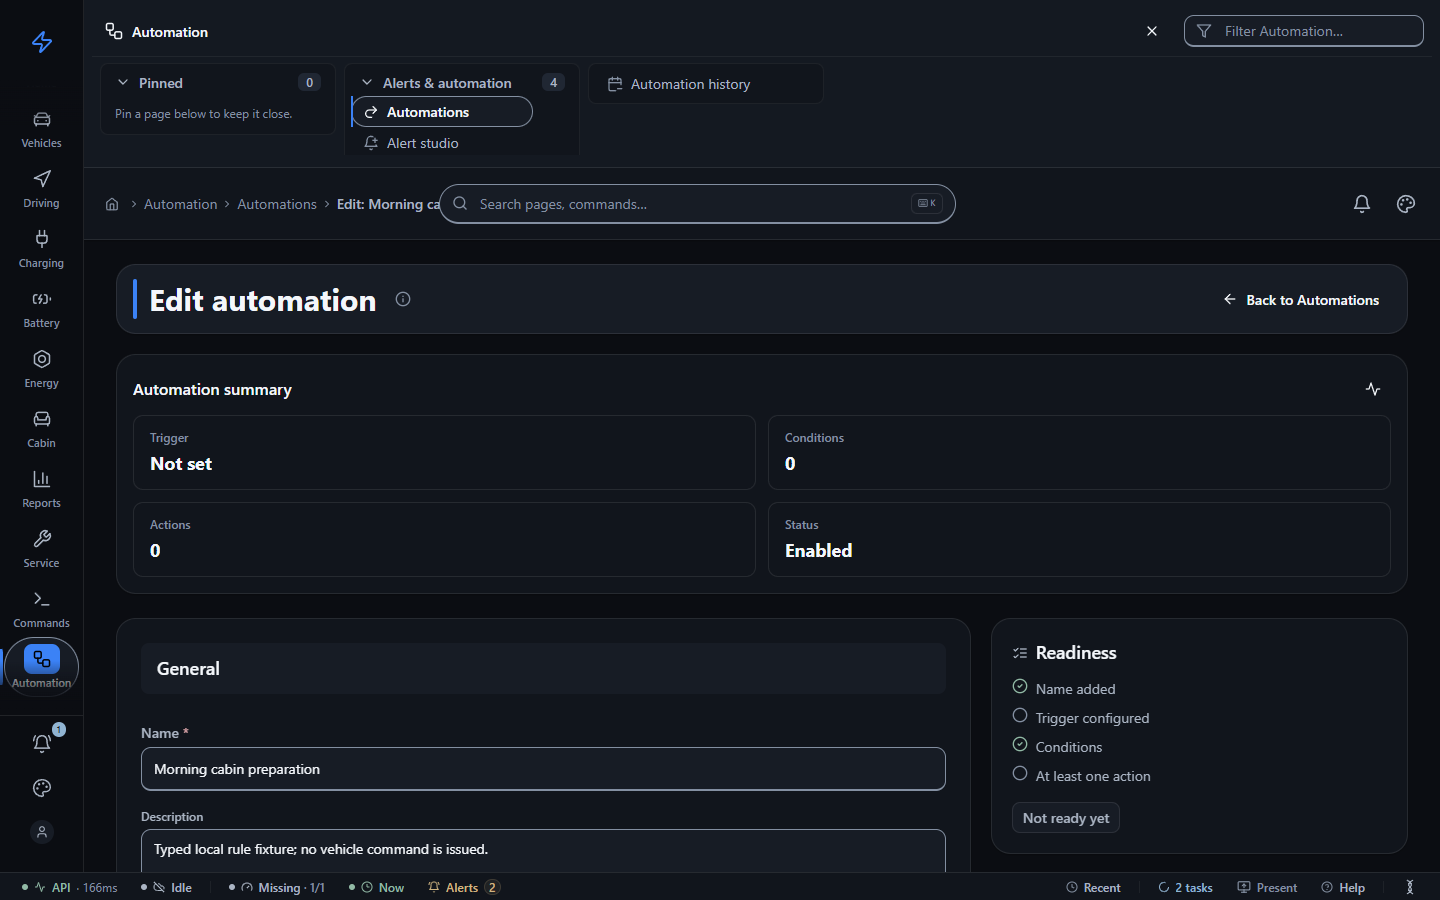 Automation
Filter Automation...
Pinned 0
Pin a page below to keep it close.
Alerts & automation 4
Automations
Alert studio
Automation history
Vehicles
Driving
Charging
Battery
Energy
Cabin
Reports
Service
Commands
Automation
1
Automation
Automations
Edit: Morning ca
Search pages, commands...
K
Edit automation
Back to Automations
Automation summary
Trigger
Not set
Conditions
0
Actions
0
Status
Enabled
General
Name *
Morning cabin preparation
Description
Typed local rule fixture; no vehicle command is issued.
Readiness
Name added
Trigger configured
Conditions
At least one action
Not ready yet
API · 166ms
Idle
Missing · 1/1
Now
Alerts 2
Recent
2 tasks
Present
Help